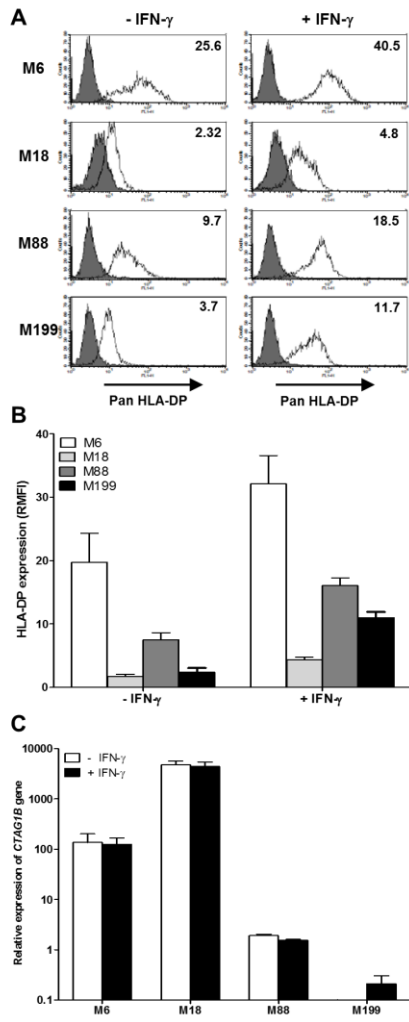 A
- IFN-γ + IFN-γ
M6 25.6 40.5
M18 2.32 4.8
M88 9.7 18.5
M199 3.7 11.7
Pan HLA-DP Pan HLA-DP
B
HLA-DP expression (RMFI)
40
30
20
10
0
M6
M18
M88
M199
- IFN-γ + IFN-γ
C
Relative expression of CTAG1B gene
10000
1000
100
10
1
0.1
- IFN-γ
+ IFN-γ
M6 M18 M88 M199